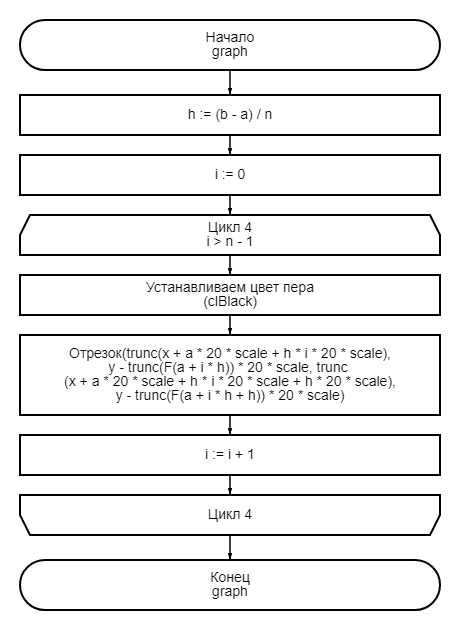 Начало
graph
h := (b - a) / n
i := 0
Цикл 4
i > n - 1
Устанавливаем цвет пера
(clBlack)
Отрезок(trunc(x + a * 20 * scale + h * i * 20 * scale),
y - trunc(F(a + i * h)) * 20 * scale, trunc
(x + a * 20 * scale + h * i * 20 * scale + h * 20 * scale),
y - trunc(F(a + i * h + h)) * 20 * scale)
i := i + 1
Цикл 4
Конец
graph